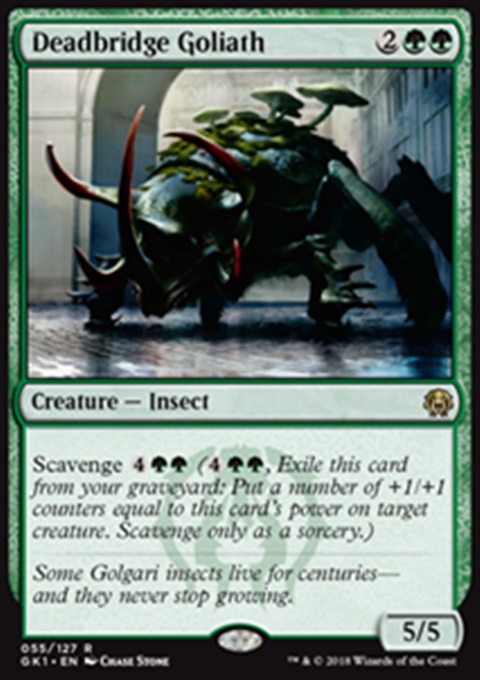 Deadbridge Goliath 2
Creature — Insect
Scavenge 4 (4, Exile this card
from your graveyard: Put a number of +1/+1
counters equal to this card's power on target
creature. Scavenge only as a sorcery.)
Some Golgari insects live for centuries—
and they never stop growing.
5/5
055/127 R
GK1 • EN Chase Stone
™ & © 2018 Wizards of the Coast